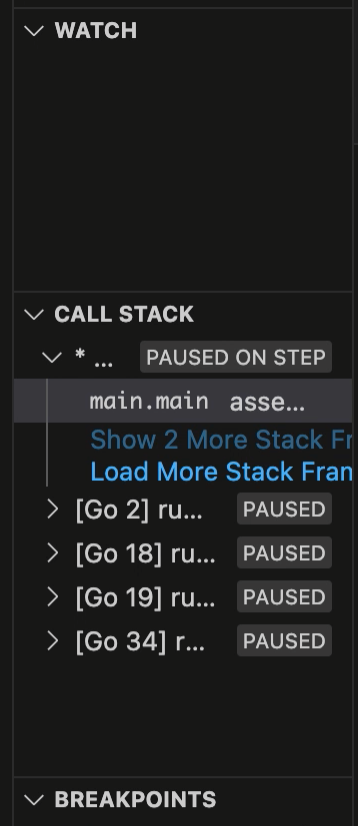 WATCH
CALL STACK
* ... PAUSED ON STEP
main.main asse...
Show 2 More Stack Fr
Load More Stack Fran
[Go 2] ru... PAUSED
[Go 18] ru... PAUSED
[Go 19] ru... PAUSED
[Go 34] r... PAUSED
BREAKPOINTS